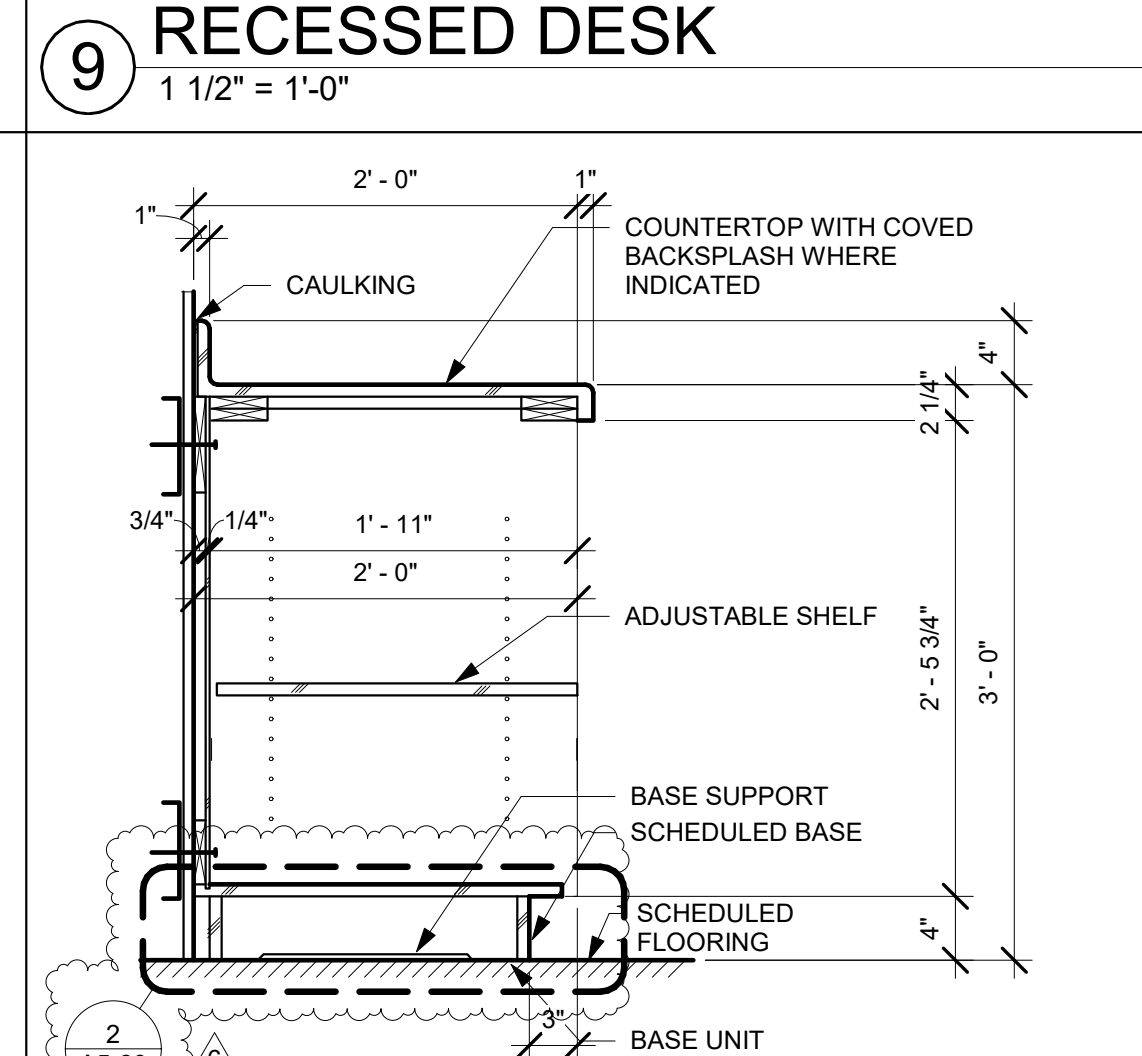 9
RECESSED DESK
1 1/2" = 1'-0"
2' - 0"
1"
1"
COUNTERTOP WITH COVED
BACKSPLASH WHERE
INDICATED
CAULKING
4"
2 1/4"
3/4"
1/4"
1' - 11"
2' - 0"
ADJUSTABLE SHELF
2' - 5 3/4"
3' - 0"
BASE SUPPORT
SCHEDULED BASE
SCHEDULED
FLOORING
4"
3"
BASE UNIT
2